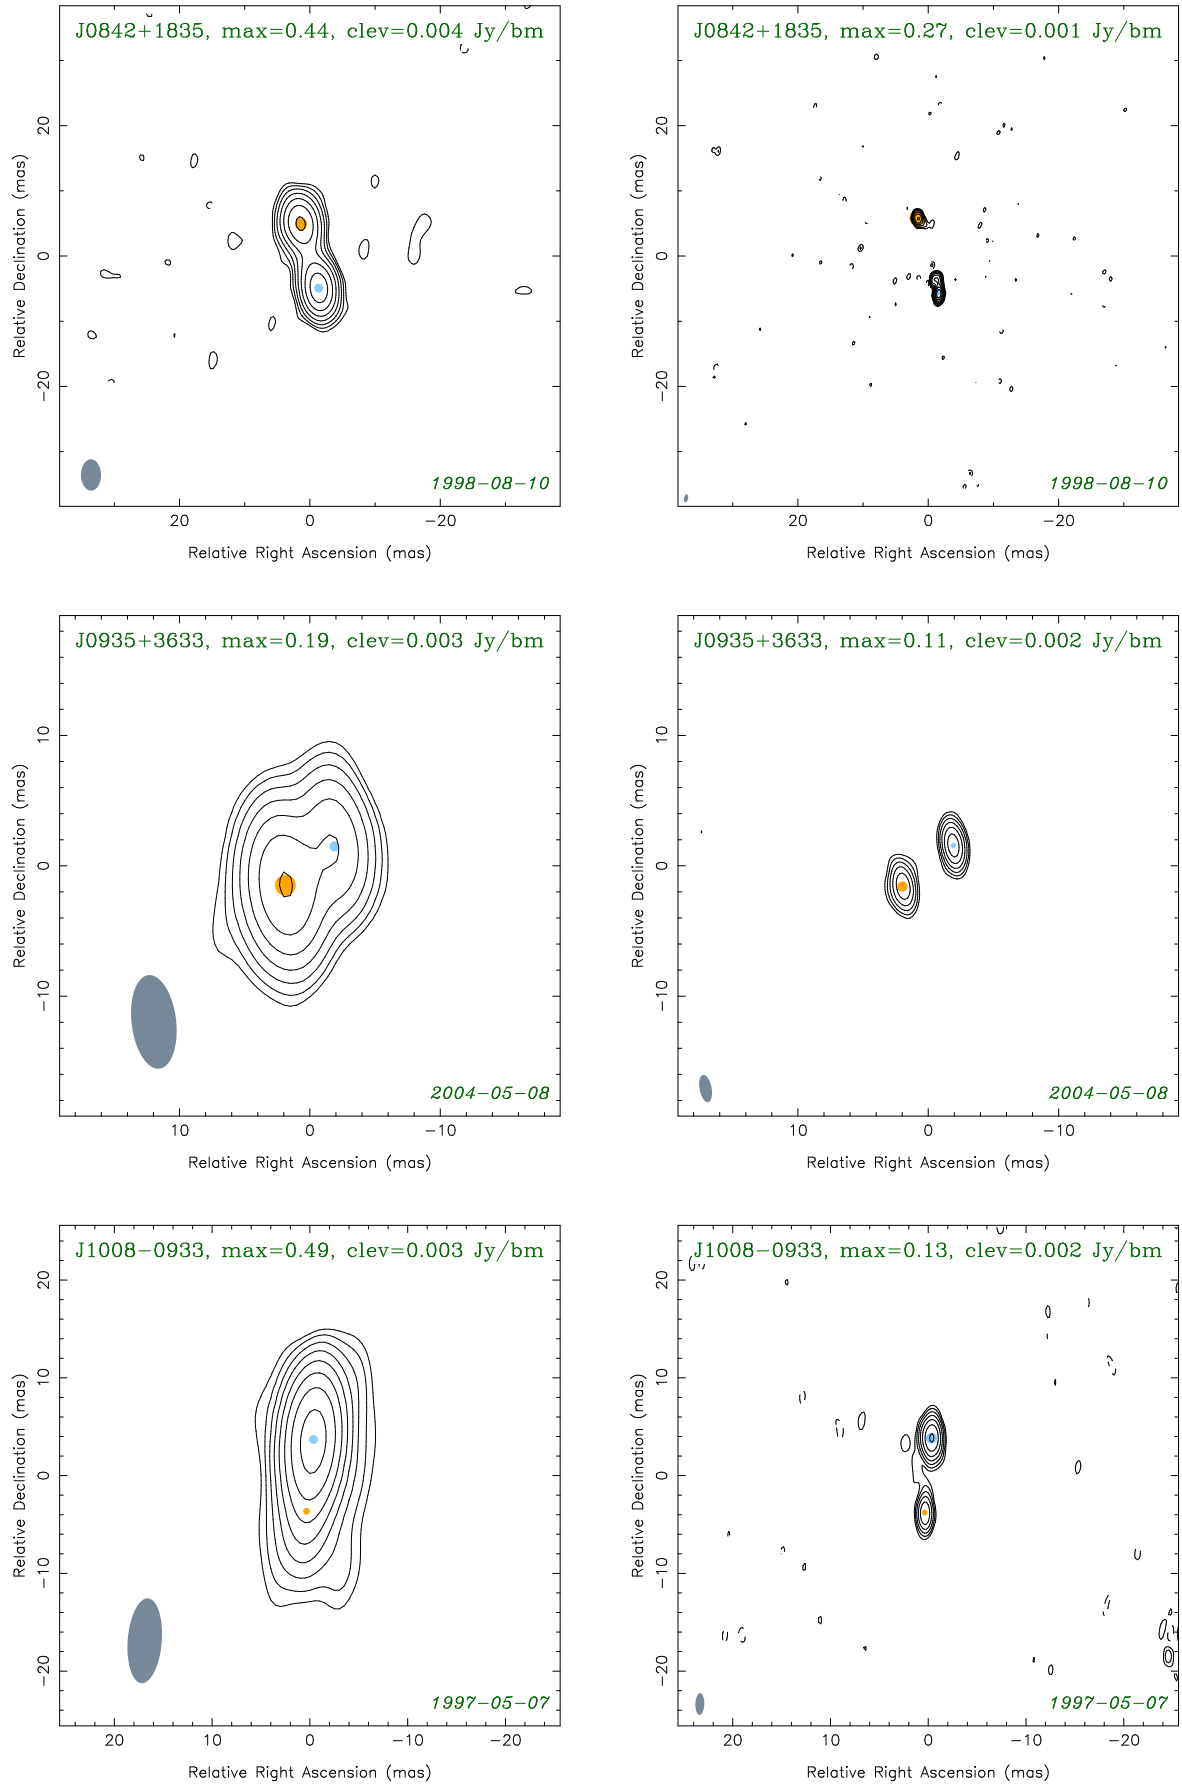 J0842+1835, max=0.44, clev=0.004 Jy/bm
Relative Declination (mas)
20
0
−20
1998−08−10
20 0 −20
Relative Right Ascension (mas)
J0842+1835, max=0.27, clev=0.001 Jy/bm
Relative Declination (mas)
20
0
−20
1998−08−10
20 0 −20
Relative Right Ascension (mas)
J0935+3633, max=0.19, clev=0.003 Jy/bm
Relative Declination (mas)
10
0
−10
2004−05−08
10 0 −10
Relative Right Ascension (mas)
J0935+3633, max=0.11, clev=0.002 Jy/bm
Relative Declination (mas)
10
0
−10
2004−05−08
10 0 −10
Relative Right Ascension (mas)
J1008−0933, max=0.49, clev=0.003 Jy/bm
Relative Declination (mas)
20
10
0
−10
−20
1997−05−07
20 10 0 −10 −20
Relative Right Ascension (mas)
J1008−0933, max=0.13, clev=0.002 Jy/bm
Relative Declination (mas)
20
10
0
−10
−20
1997−05−07
20 10 0 −10 −20
Relative Right Ascension (mas)